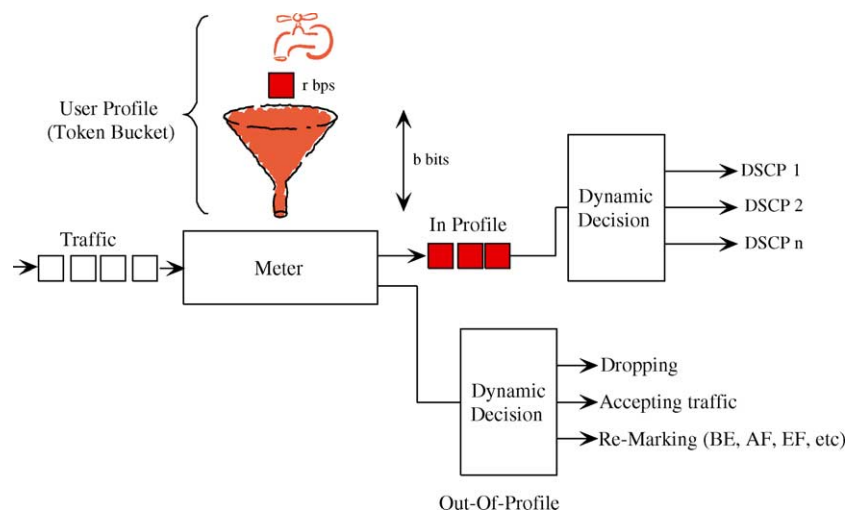 r bps
User Profile
(Token Bucket)
b bits
DSCP 1
Dynamic
Decision
DSCP 2
DSCP n
In Profile
Traffic
Meter
Dropping
Dynamic
Decision
Accepting traffic
Re-Marking (BE, AF, EF, etc)
Out-Of-Profile